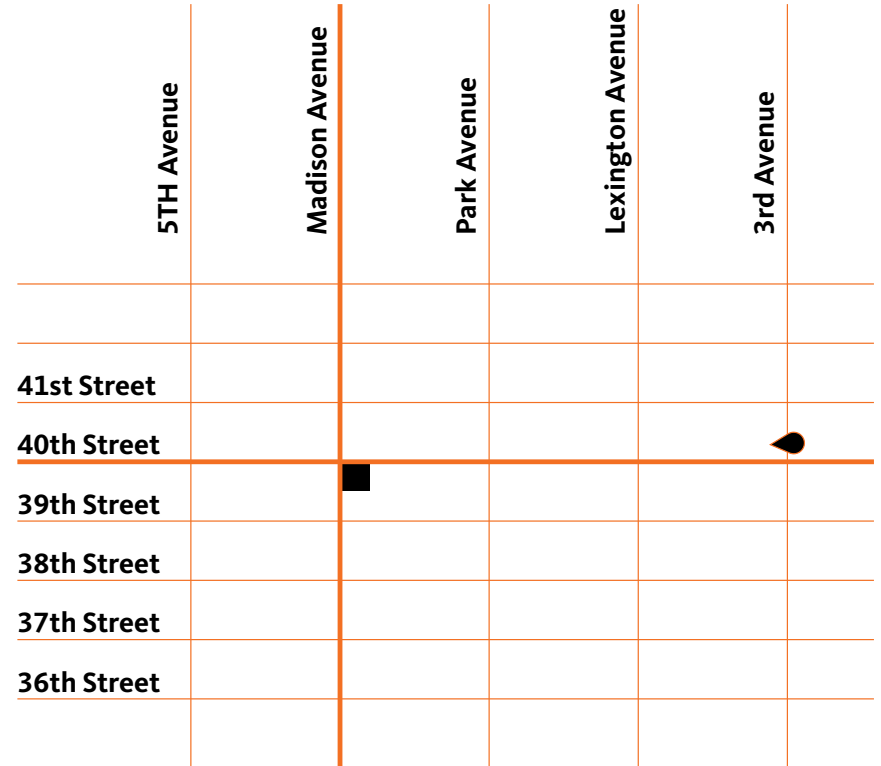 5TH Avenue
Madison Avenue
Park Avenue
Lexington Avenue
3rd Avenue
41st Street
40th Street
39th Street
38th Street
37th Street
36th Street